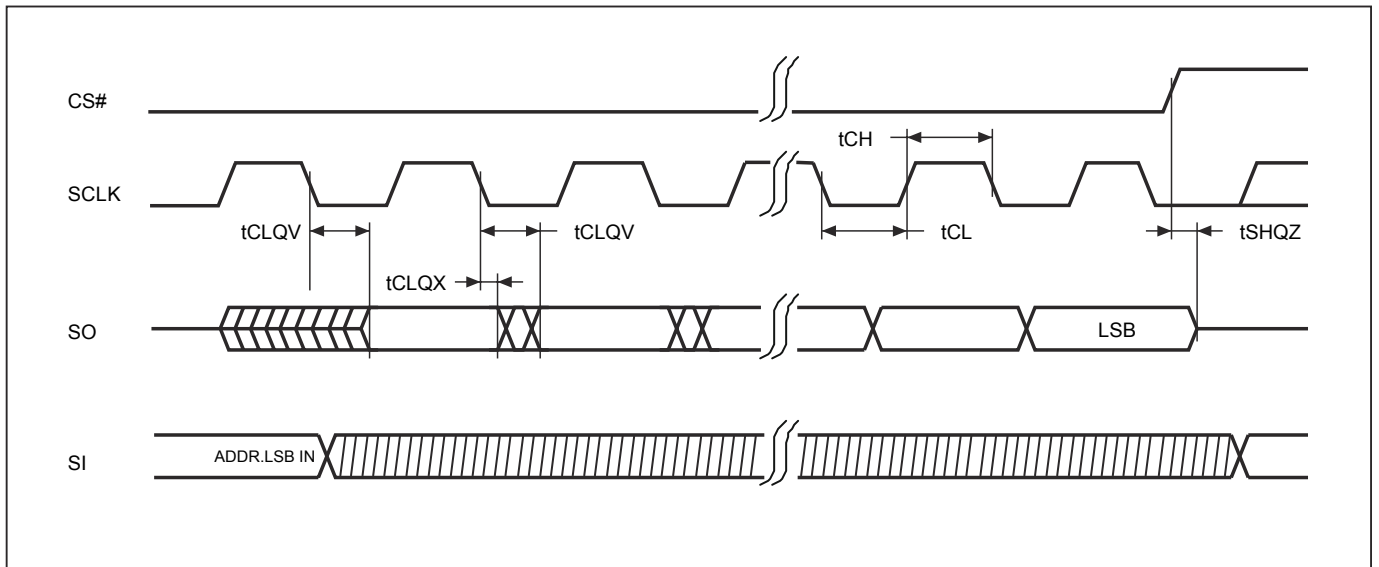 CS#
tCH
SCLK
tCLQV
tCLQV
tCL
tSHQZ
tCLQX
SO
LSB
SI
ADDR.LSB IN